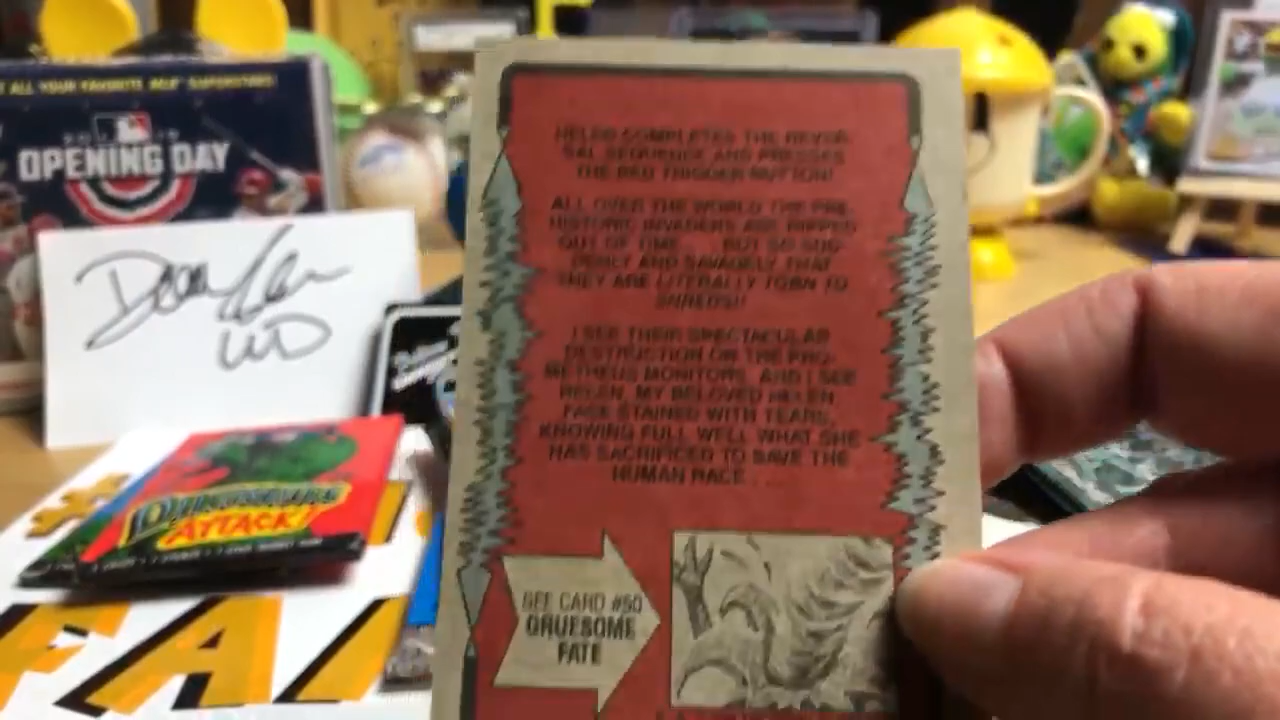 ALL YOUR FAVORITE MLB SUPERSTARS!
OPENING DAY
DINOSAURS
ATTACK!
FA
HELEN COMPLETES THE REVER-
SAL SEQUENCE AND PRESSES
THE RED TRIGGER BUTTON!
ALL OVER THE WORLD THE PRE-
HISTORIC INVADERS ARE RIPPED
OUT OF TIME . . . BUT SO SUD-
DENLY AND SAVAGELY THAT
THEY ARE LITERALLY TORN TO
SHREDS!!
I SEE THEIR SPECTACULAR
DESTRUCTION ON THE PRO-
METHEUS MONITORS. AND I SEE
HELEN, MY BELOVED HELEN
FACE STAINED WITH TEARS,
KNOWING FULL WELL WHAT SHE
HAS SACRIFICED TO SAVE THE
HUMAN RACE . . .
SEE CARD #50
GRUESOME
FATE